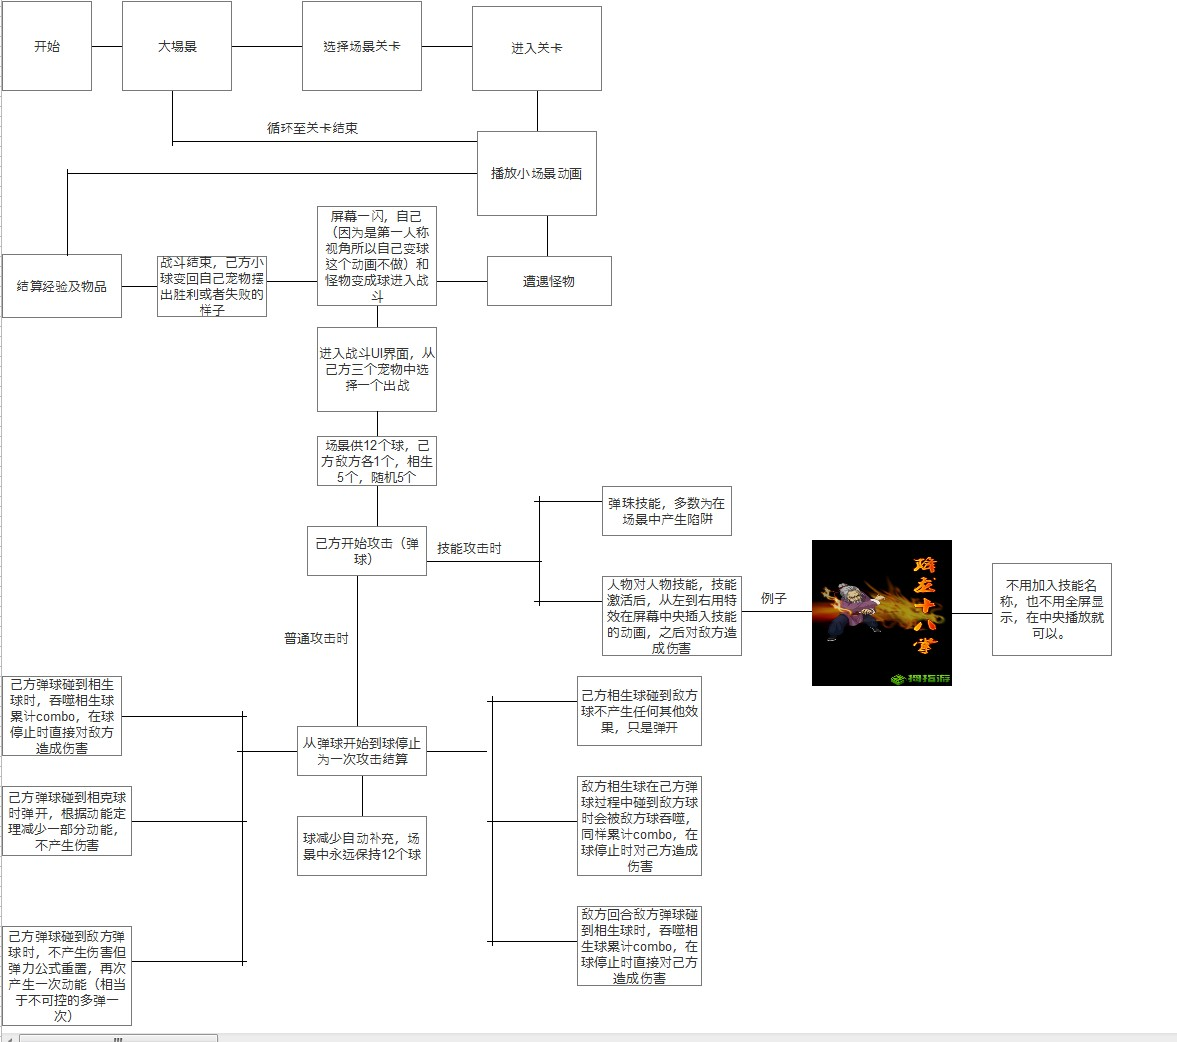 开始
大場景
选择场景关卡
进入关卡
循环至关卡结束
播放小场景动画
屏幕一闪，自己
（因为是第一人称
视角所以自己变球
这个动画不做）和
怪物变成球进入战
斗
遭遇怪物
战斗结束，己方小
球变回自己宠物摆
出胜利或者失败的
样子
结算经验及物品
进入战斗UI界面，从
己方三个宠物中选
择一个出战
场景供12个球，己
方敌方各1个，相生
5个，随机5个
己方开始攻击（弹
球）
技能攻击时
弹珠技能，多数为在
场景中产生陷阱
人物对人物技能，技能
激活后，从左到右用特
效在屏幕中央插入技能
的动画，之后对敌方造
成伤害
例子
降龙十八掌
拇指游
不用加入技能名
称，也不用全屏显
示，在中央播放就
可以。
普通攻击时
己方弹球碰到相生
球时，吞噬相生球
累计combo，在球
停止时直接对敌方
造成伤害
己方弹球碰到相克球
时弹开，根据动能定
理减少一部分动能，
不产生伤害
己方弹球碰到敌方弹
球时，不产生伤害但
弹力公式重置，再次
产生一次动能（相当
于不可控的多弹一
次）
从弹球开始到球停止
为一次攻击结算
球减少自动补充，场
景中永远保持12个球
己方相生球碰到敌方
球不产生任何其他效
果，只是弹开
敌方相生球在己方弹
球过程中碰到敌方球
时会被敌方球吞噬，
同样累计combo，在
球停止时对己方造成
伤害
敌方回合敌方弹球碰
到相生球时，吞噬相
生球累计combo，在
球停止时直接对己方
造成伤害